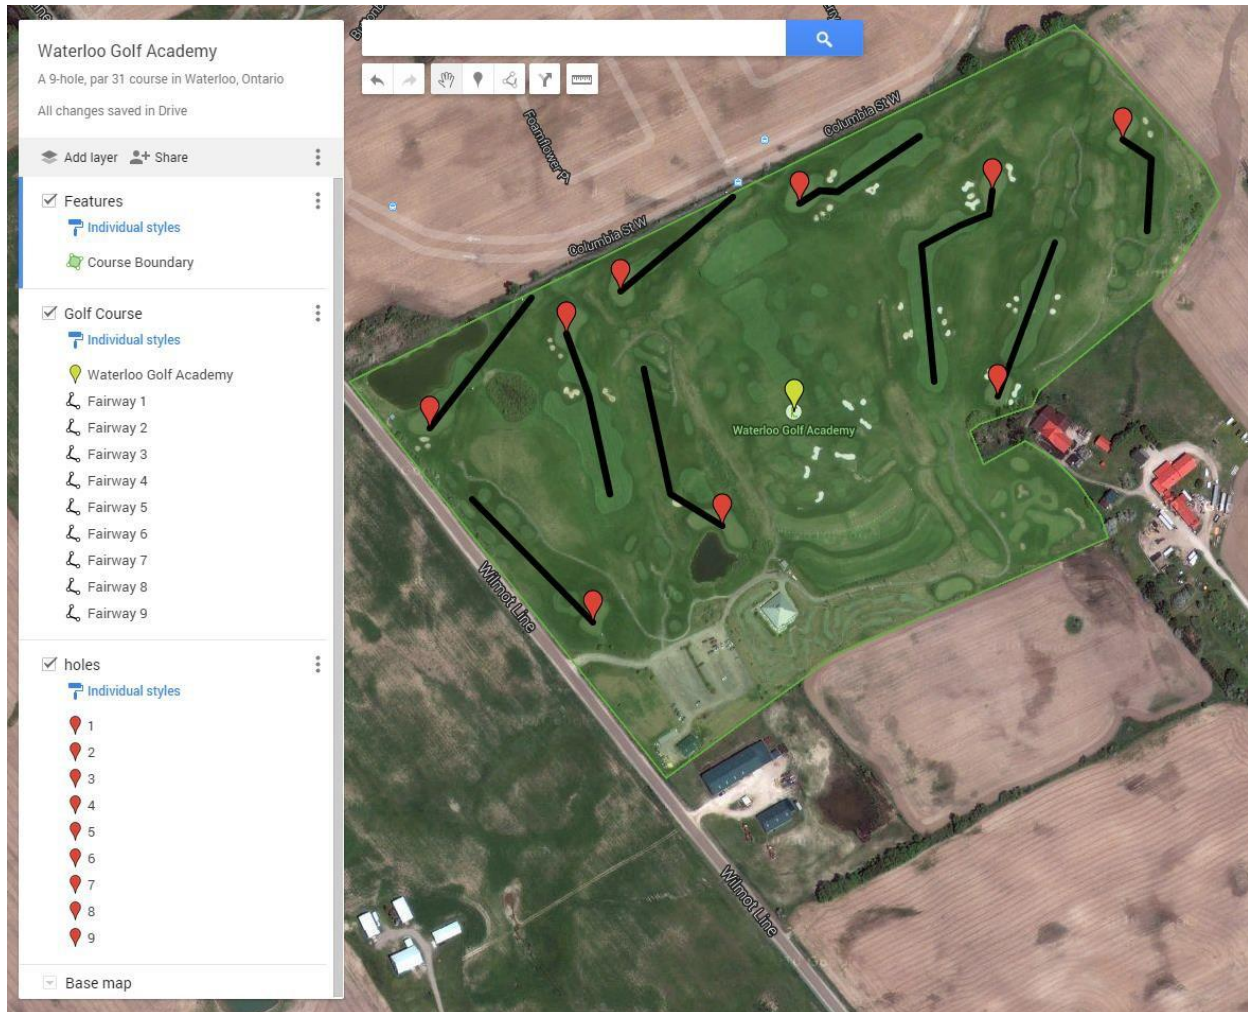 Waterloo Golf Academy
A 9-hole, par 31 course in Waterloo, Ontario
All changes saved in Drive
Add layer
Share
Features
Individual styles
Course Boundary
Golf Course
Individual styles
Waterloo Golf Academy
Fairway 1
Fairway 2
Fairway 3
Fairway 4
Fairway 5
Fairway 6
Fairway 7
Fairway 8
Fairway 9
holes
Individual styles
1
2
3
4
5
6
7
8
9
Base map
Foamflower Pl
Columbia St W
Columbia St W
Waterloo Golf Academy
Wilmot Line
Wilmot Line